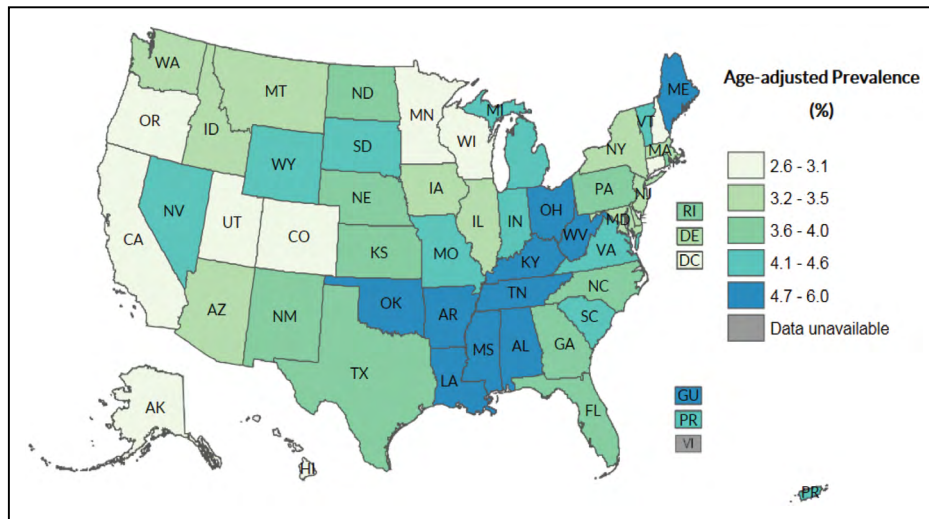 Age-adjusted Prevalence
(%)
2.6 - 3.1
3.2 - 3.5
3.6 - 4.0
4.1 - 4.6
4.7 - 6.0
Data unavailable
WA
MT
ND
MN
MI
VT
ME
OR
ID
WY
SD
WI
NY
MA
NV
UT
CO
NE
IA
IL
IN
OH
PA
NJ
MD
RI
DE
DC
CA
KS
MO
KY
WV
VA
AZ
NM
OK
AR
TN
NC
SC
TX
LA
MS
AL
GA
FL
AK
HI
GU
PR
VI
PR